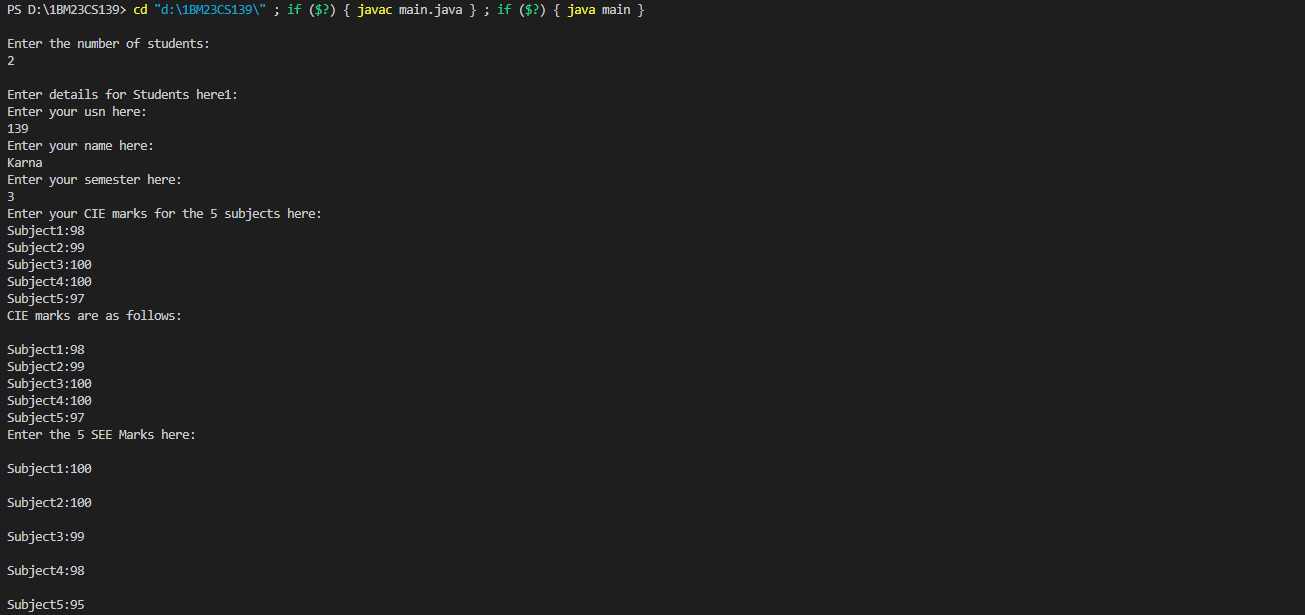 PS D:\1BM23CS139> cd "d:\1BM23CS139\" ; if ($?) { javac main.java } ; if ($?) { java main }
Enter the number of students:
2
Enter details for Students here1:
Enter your usn here:
139
Enter your name here:
Karna
Enter your semester here:
3
Enter your CIE marks for the 5 subjects here:
Subject1:98
Subject2:99
Subject3:100
Subject4:100
Subject5:97
CIE marks are as follows:
Subject1:98
Subject2:99
Subject3:100
Subject4:100
Subject5:97
Enter the 5 SEE Marks here:
Subject1:100
Subject2:100
Subject3:99
Subject4:98
Subject5:95